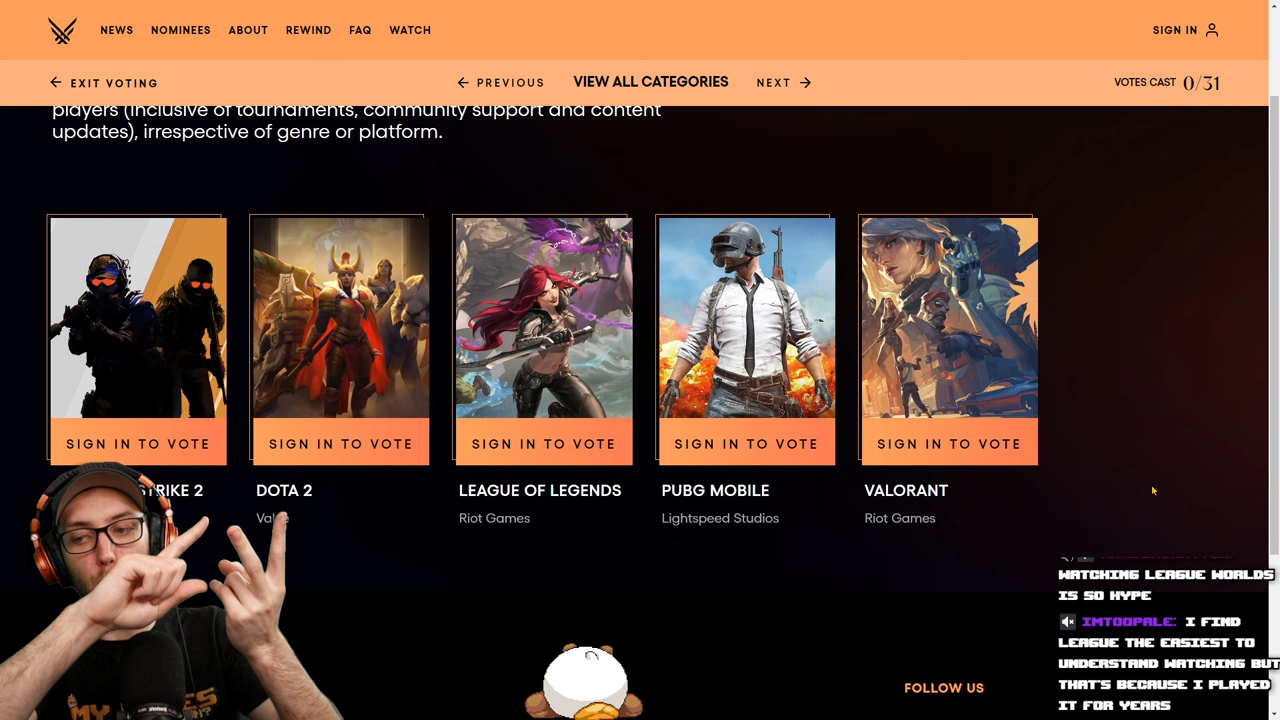 NEWS NOMINEES ABOUT REWIND FAQ WATCH SIGN IN
EXIT VOTING PREVIOUS VIEW ALL CATEGORIES NEXT VOTES CAST 0/31
players (inclusive of tournaments, community support and content
updates), irrespective of genre or platform.
SIGN IN TO VOTE SIGN IN TO VOTE SIGN IN TO VOTE SIGN IN TO VOTE SIGN IN TO VOTE
STRIKE 2 DOTA 2 LEAGUE OF LEGENDS PUBG MOBILE VALORANT
Valve Riot Games Lightspeed Studios Riot Games
WATCHING LEAGUE WORLDS
IS SO HYPE
IMTOOPALE: I FIND
LEAGUE THE EASIEST TO
UNDERSTAND WATCHING BUT
THAT'S BECAUSE I PLAYED
IT FOR YEARS
FOLLOW US
MY